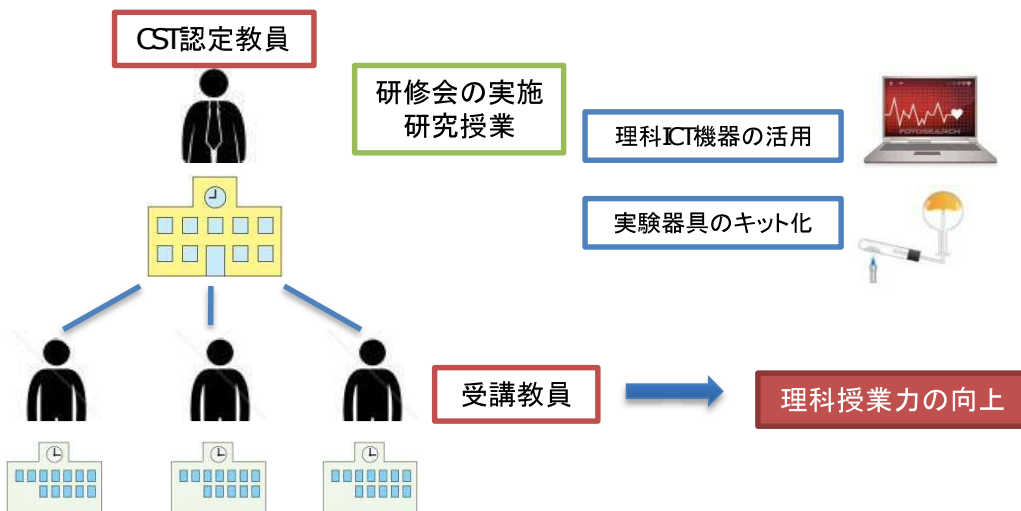 CST認定教員
研修会の実施
研究授業
理科ICT機器の活用
FOTOSEARCH
実験器具のキット化
受講教員
理科授業力の向上